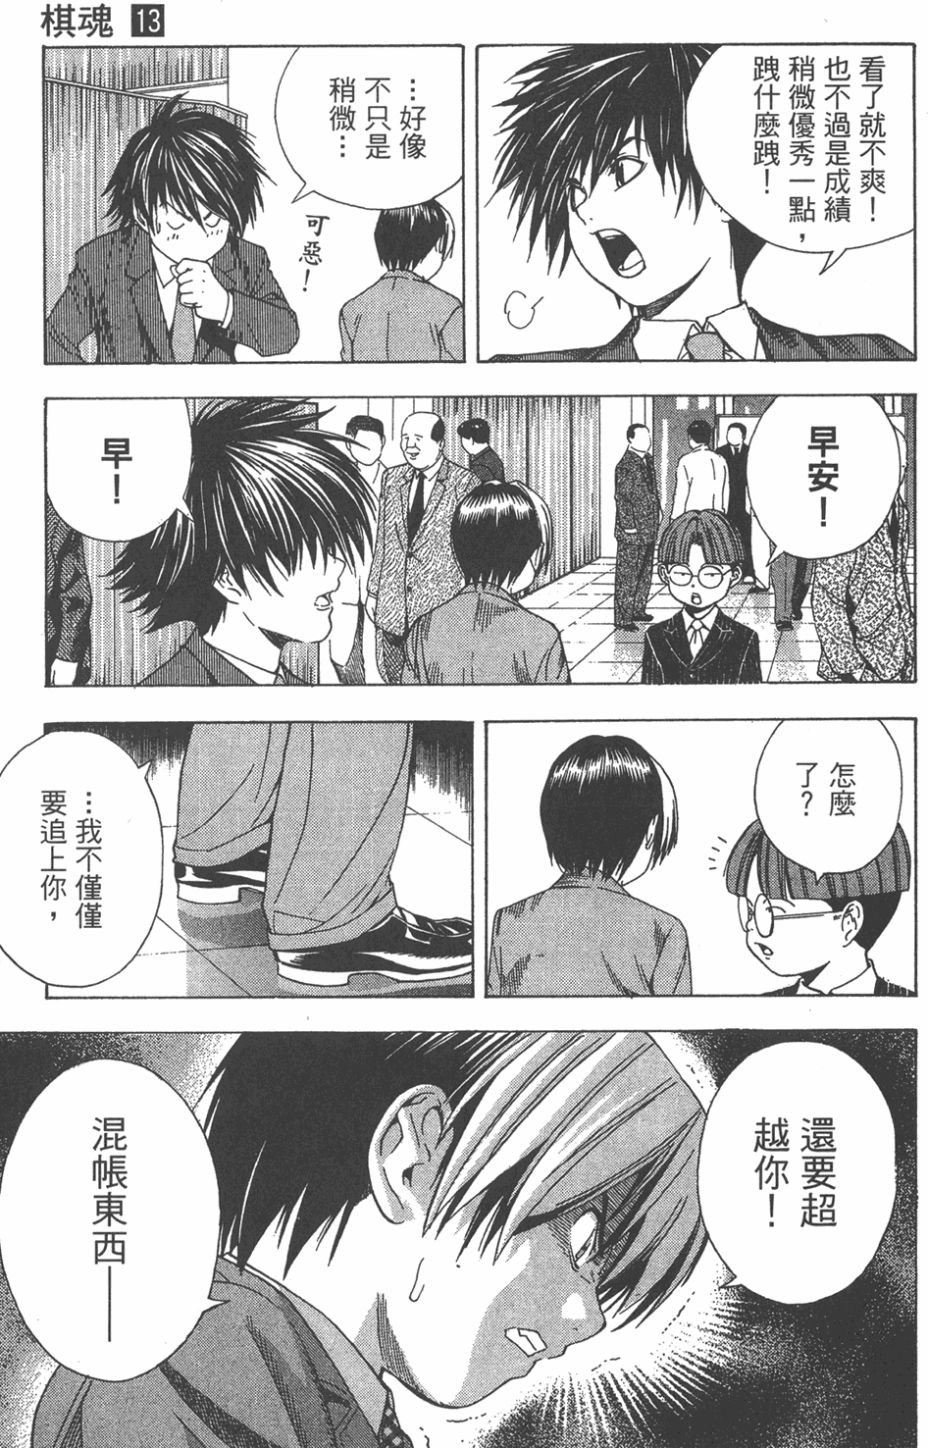 棋魂 13
看了就不爽！
也不過是成績
稍微優秀一點，
跩什麼跩！
…好像
不只是
稍微…
可惡！
早安！
早！
怎麼
了？
…我不僅僅
要追上你，
還要超
越你！
混帳東西——